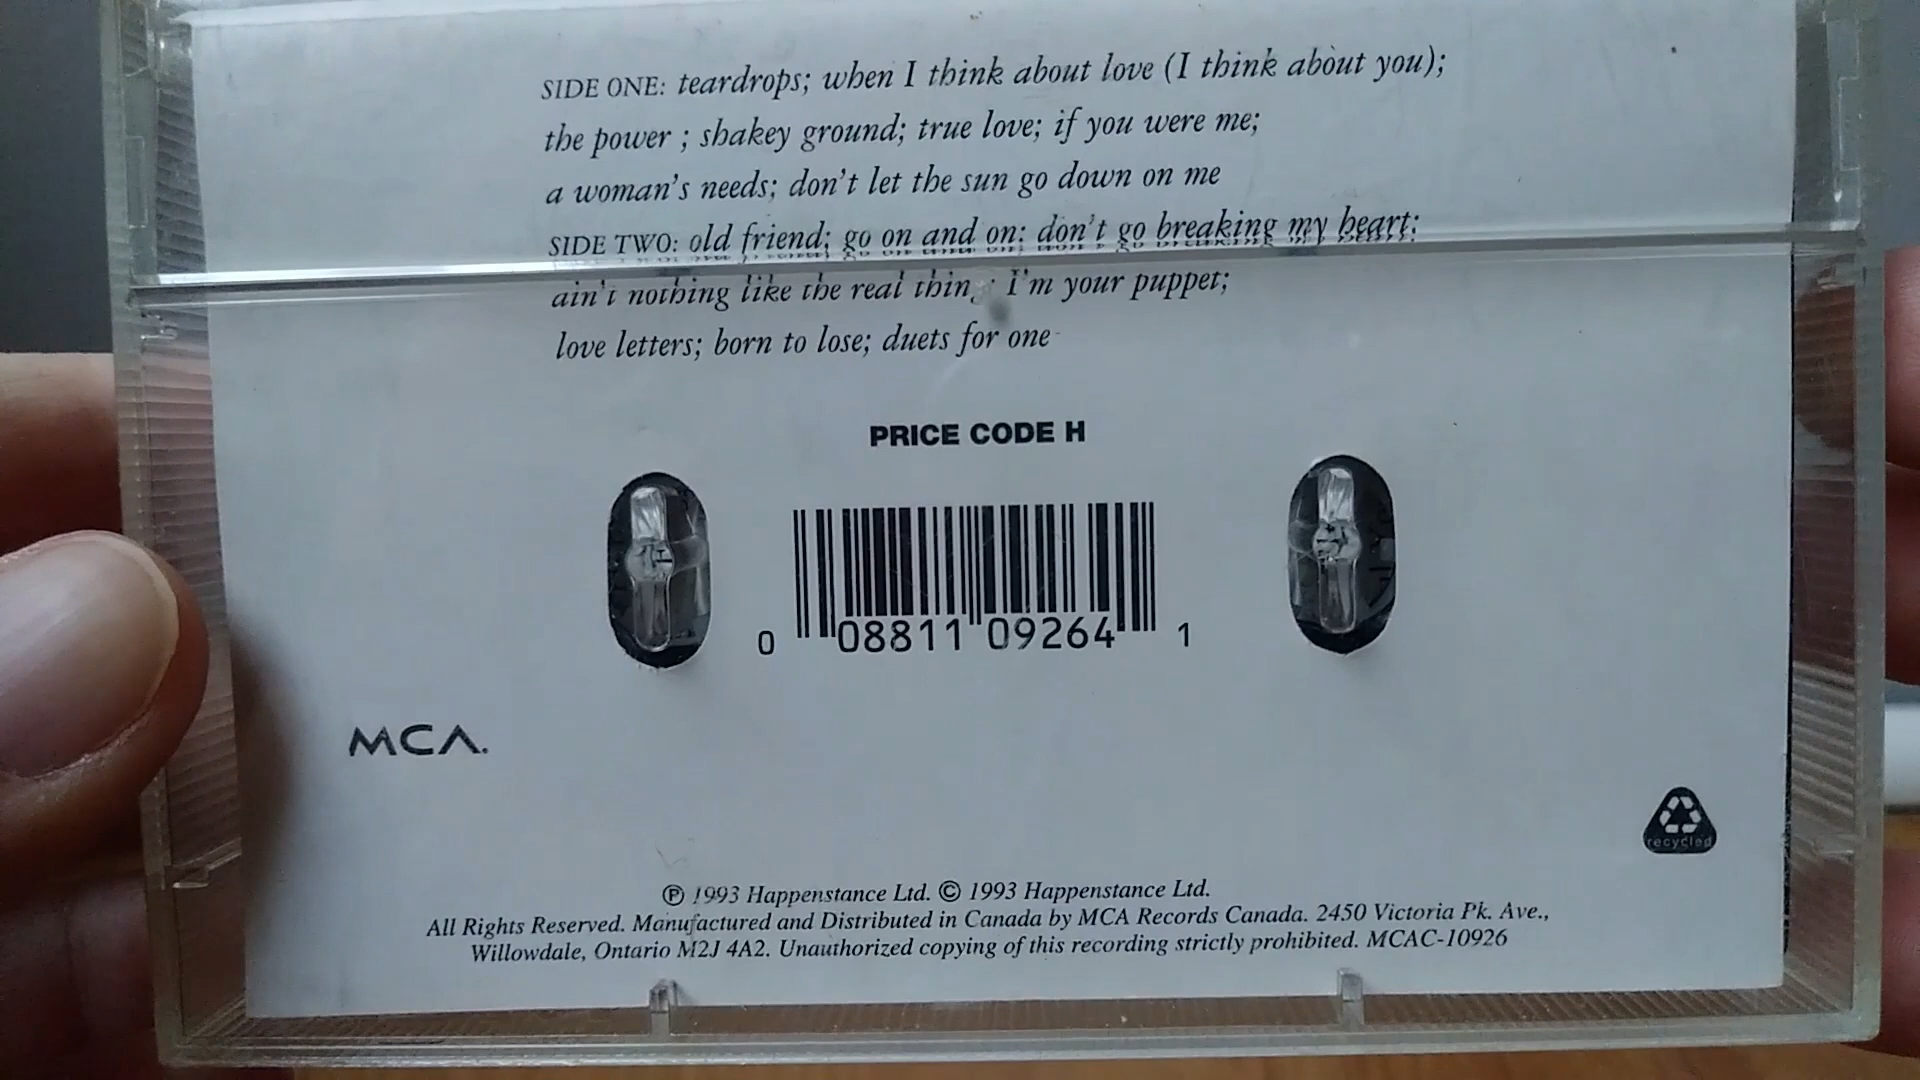 SIDE ONE: teardrops; when I think about love (I think about you);
the power ; shakey ground; true love; if you were me;
a woman's needs; don't let the sun go down on me
SIDE TWO: old friend; go on and on; don't go breaking my heart;
ain't nothing like the real thing; I'm your puppet;
love letters; born to lose; duets for one
PRICE CODE H
0 08811 09264 1
MCA.
recycled
℗ 1993 Happenstance Ltd. © 1993 Happenstance Ltd.
All Rights Reserved. Manufactured and Distributed in Canada by MCA Records Canada. 2450 Victoria Pk. Ave.,
Willowdale, Ontario M2J 4A2. Unauthorized copying of this recording strictly prohibited. MCAC-10926